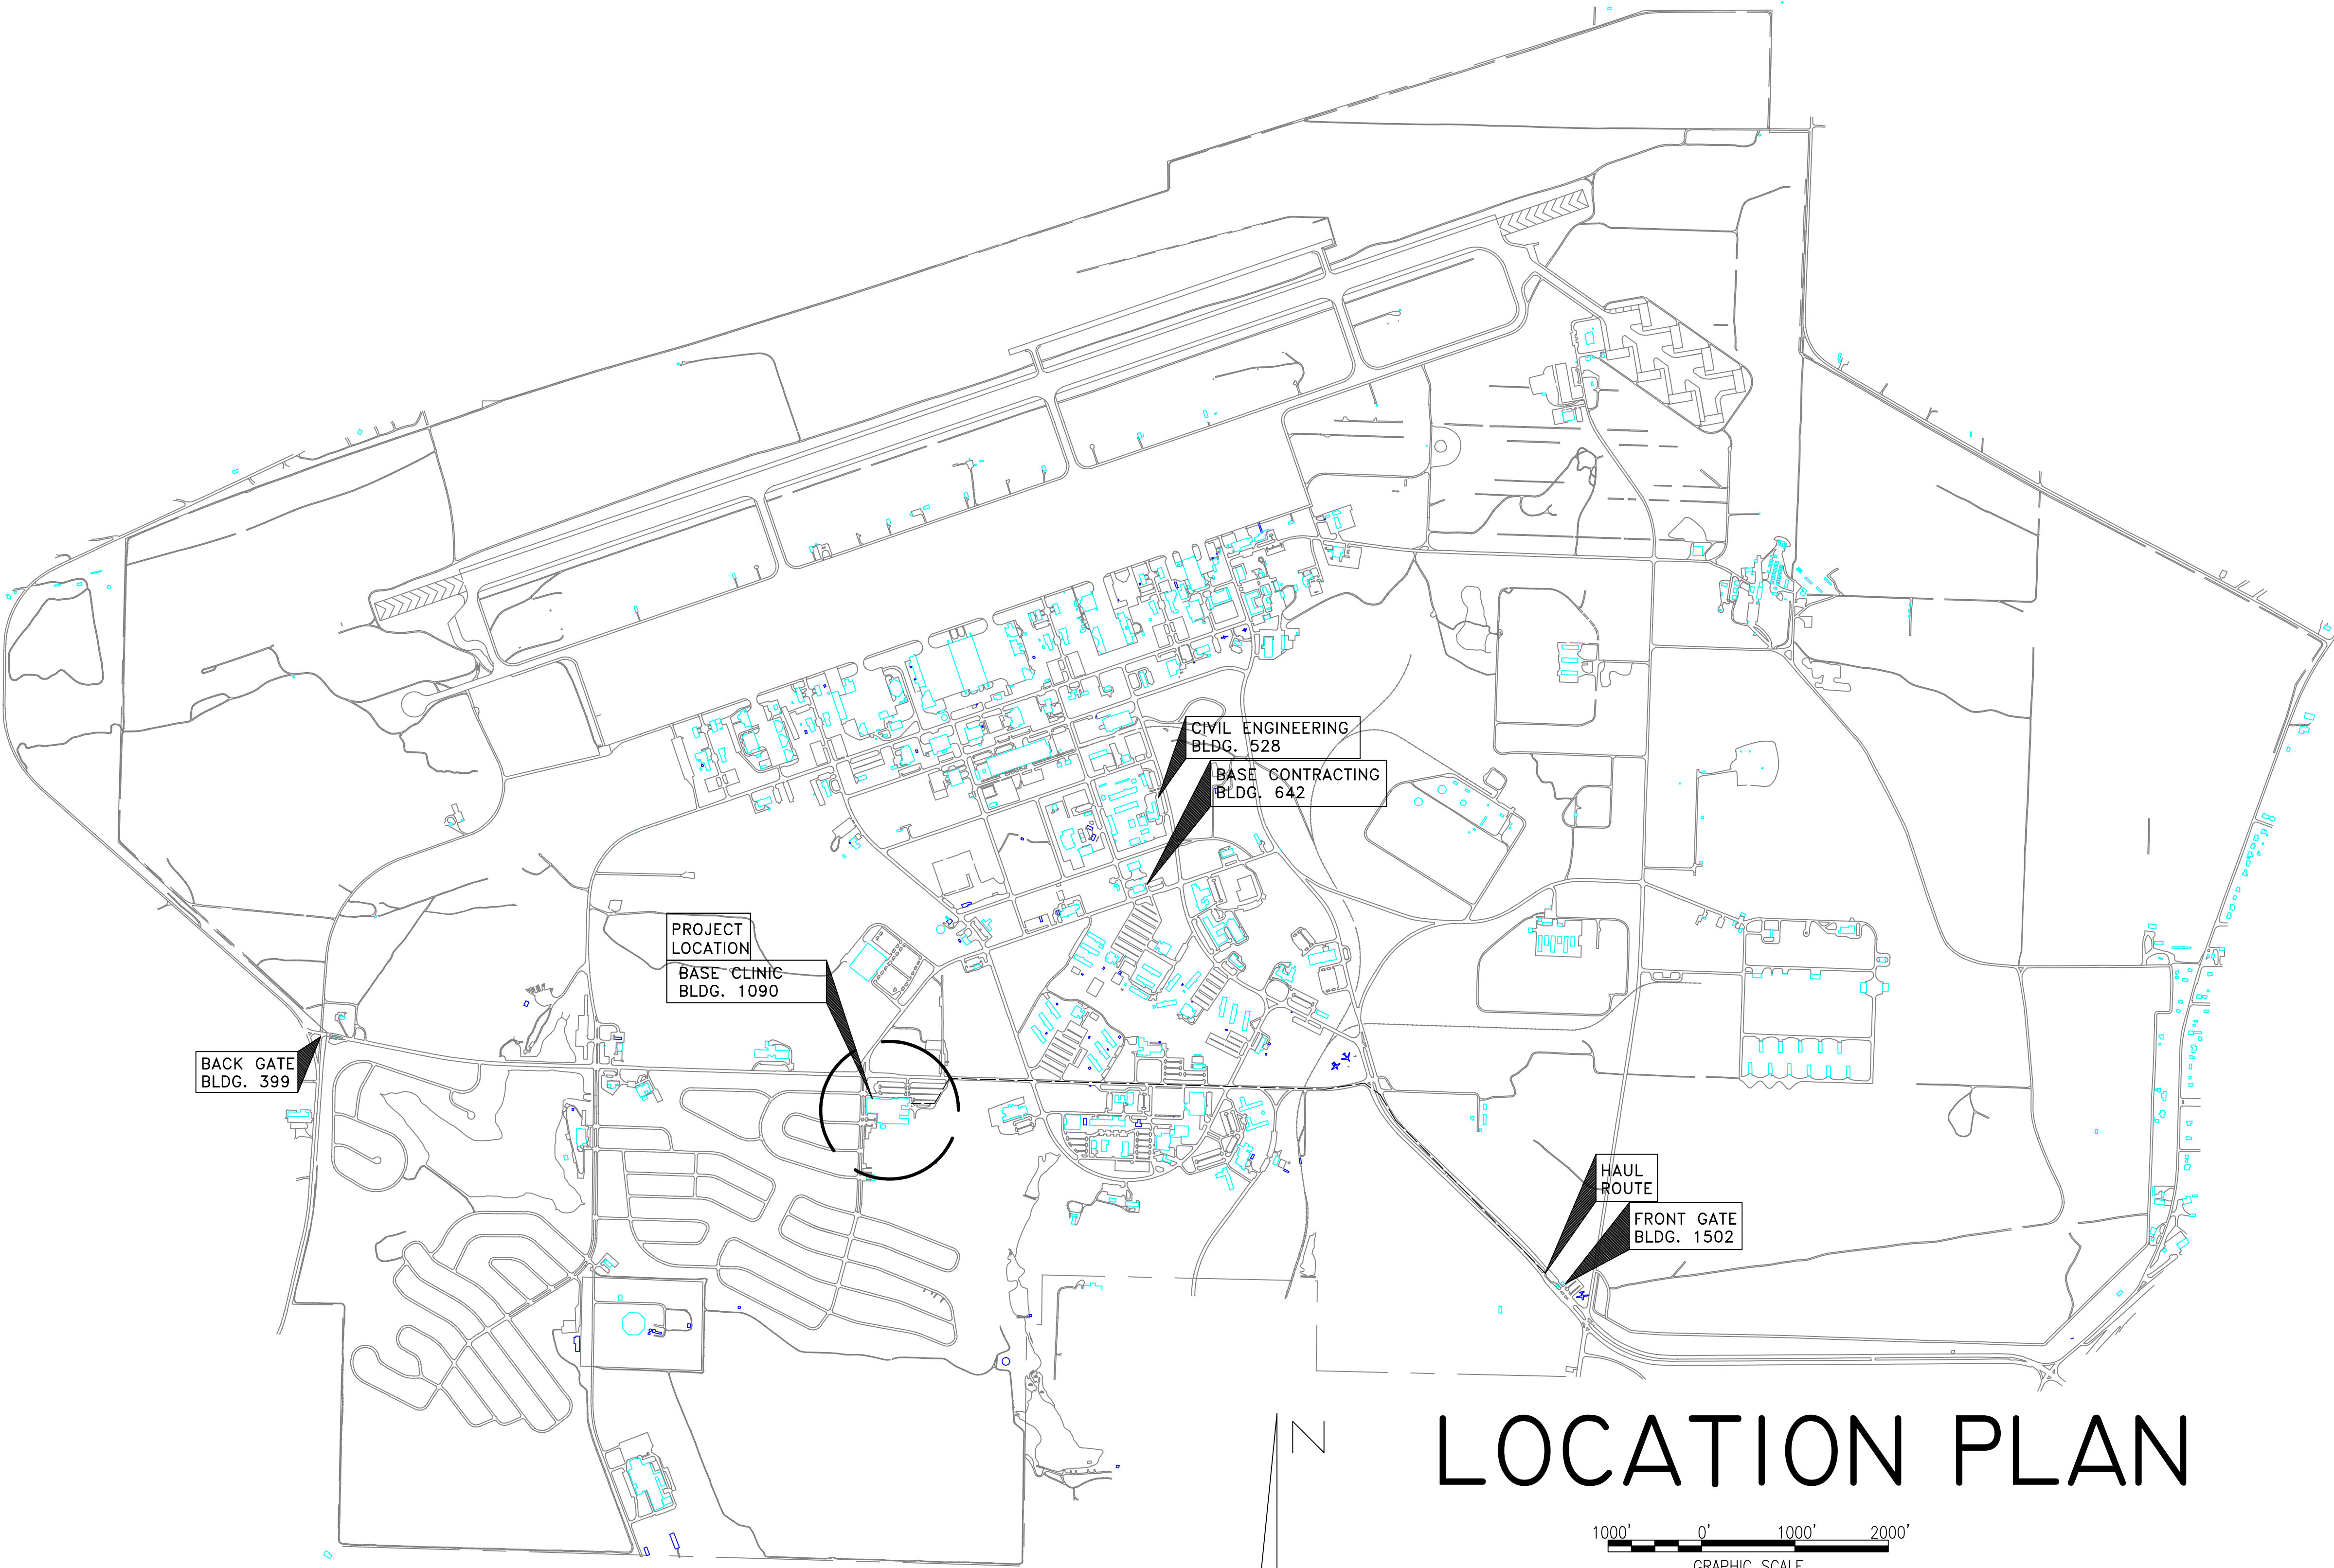 CIVIL ENGINEERING
BLDG. 528
BASE CONTRACTING
BLDG. 642
PROJECT
LOCATION
BASE CLINIC
BLDG. 1090
BACK GATE
BLDG. 399
HAUL
ROUTE
FRONT GATE
BLDG. 1502
N
LOCATION PLAN
1000' 0' 1000' 2000'
GRAPHIC SCALE